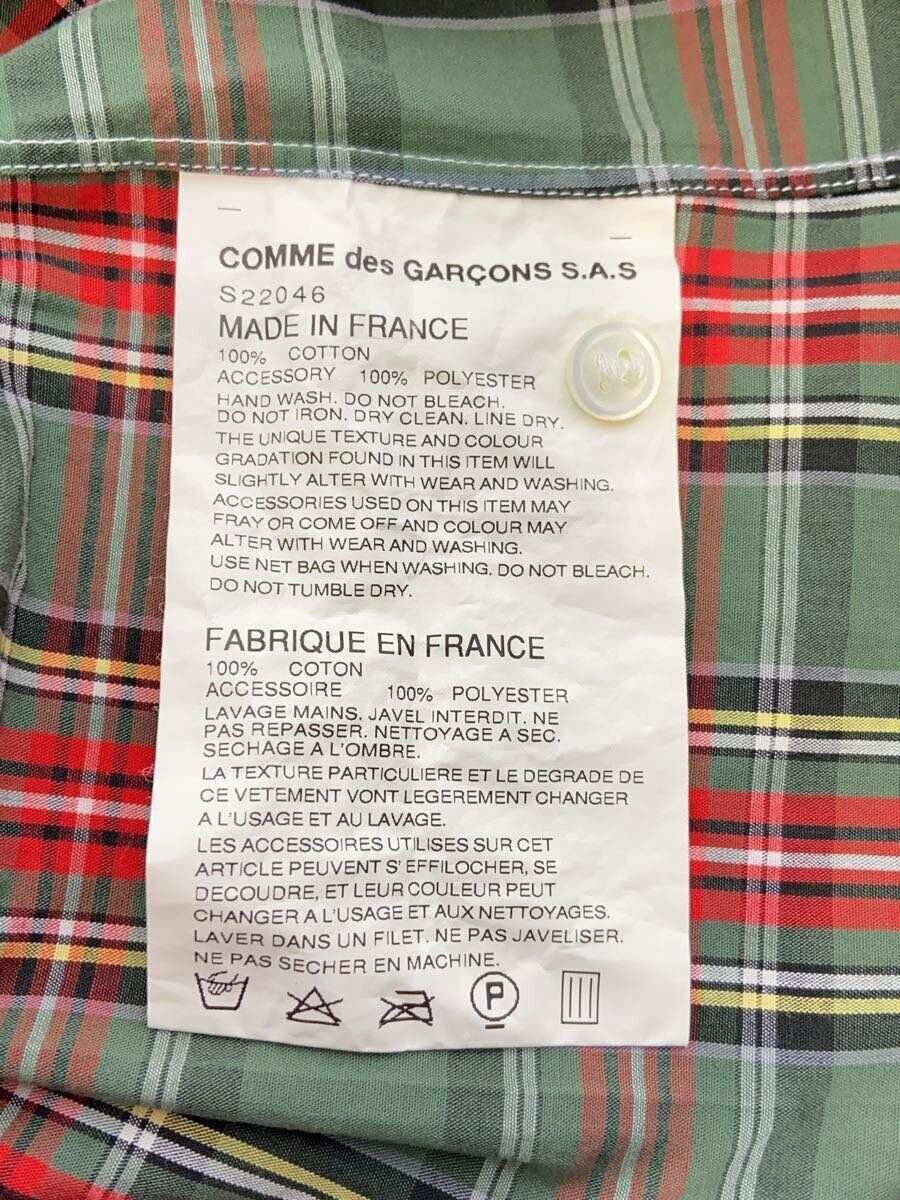 COMME des GARÇONS S.A.S
S22046
MADE IN FRANCE
100% COTTON
ACCESSORY 100% POLYESTER
HAND WASH. DO NOT BLEACH.
DO NOT IRON. DRY CLEAN. LINE DRY.
THE UNIQUE TEXTURE AND COLOUR
GRADATION FOUND IN THIS ITEM WILL
SLIGHTLY ALTER WITH WEAR AND WASHING.
ACCESSORIES USED ON THIS ITEM MAY
FRAY OR COME OFF AND COLOUR MAY
ALTER WITH WEAR AND WASHING.
USE NET BAG WHEN WASHING. DO NOT BLEACH.
DO NOT TUMBLE DRY.
FABRIQUE EN FRANCE
100% COTON
ACCESSOIRE 100% POLYESTER
LAVAGE MAINS. JAVEL INTERDIT. NE
PAS REPASSER. NETTOYAGE A SEC.
SECHAGE A L'OMBRE.
LA TEXTURE PARTICULIERE ET LE DEGRADE DE
CE VETEMENT VONT LEGEREMENT CHANGER
A L'USAGE ET AU LAVAGE.
LES ACCESSOIRES UTILISES SUR CET
ARTICLE PEUVENT S'EFFILOCHER, SE
DECOUDRE, ET LEUR COULEUR PEUT
CHANGER A L'USAGE ET AUX NETTOYAGES.
LAVER DANS UN FILET. NE PAS JAVELISER.
NE PAS SECHER EN MACHINE.
P